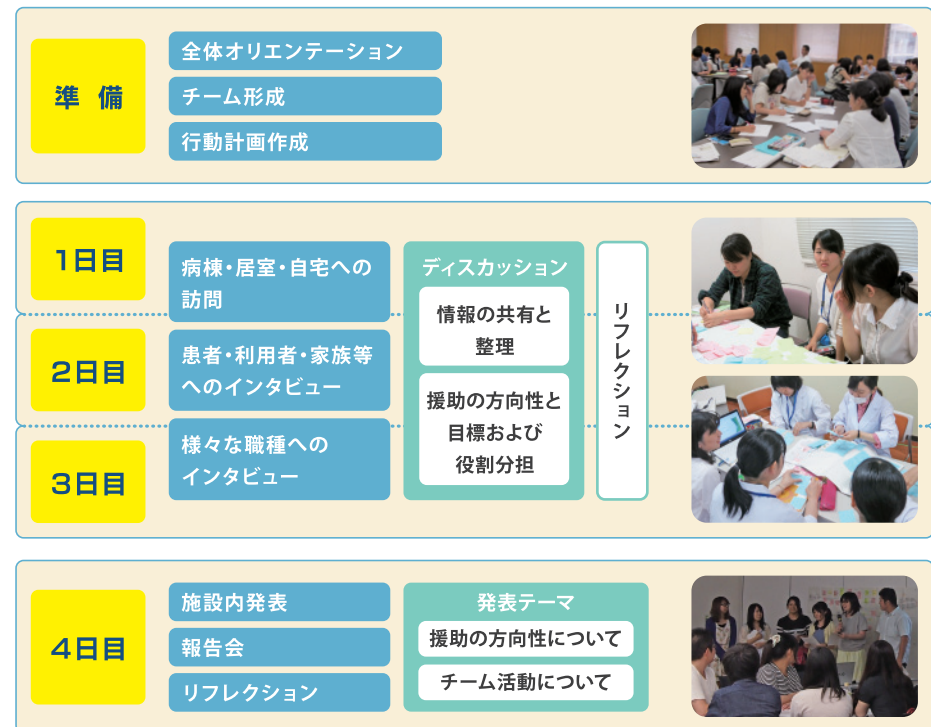 準 備
全体オリエンテーション
チーム形成
行動計画作成
1日目
2日目
3日目
病棟・居室・自宅への
訪問
患者・利用者・家族等
へのインタビュー
様々な職種への
インタビュー
ディスカッション
情報の共有と
整理
援助の方向性と
目標および
役割分担
リフレクション
4日目
施設内発表
報告会
リフレクション
発表テーマ
援助の方向性について
チーム活動について